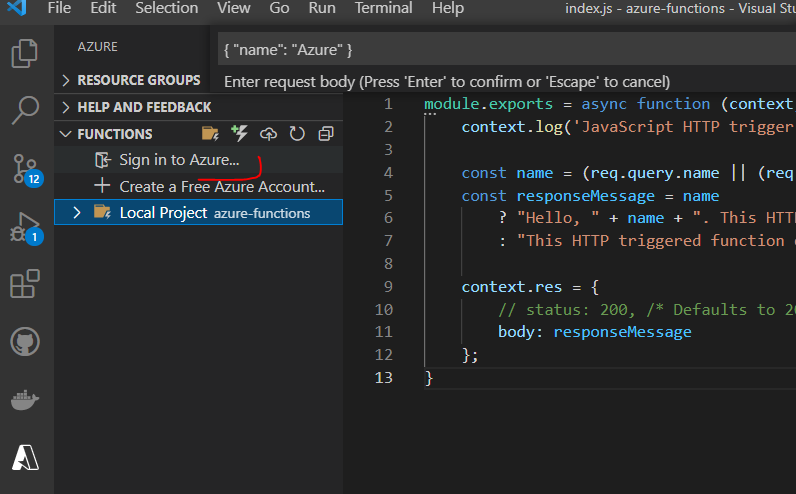 File Edit Selection View Go Run Terminal Help index.js - azure-functions - Visual Stu
AZURE
{ "name": "Azure" }
Enter request body (Press 'Enter' to confirm or 'Escape' to cancel)
RESOURCE GROUPS
HELP AND FEEDBACK
FUNCTIONS
Sign in to Azure...
Create a Free Azure Account...
Local Project azure-functions
12
1
1 module.exports = async function (context
2 context.log('JavaScript HTTP trigger
3
4 const name = (req.query.name || (req
5 const responseMessage = name
6 ? "Hello, " + name + ". This HTT
7 : "This HTTP triggered function
8
9 context.res = {
10 // status: 200, /* Defaults to 20
11 body: responseMessage
12 };
13 }